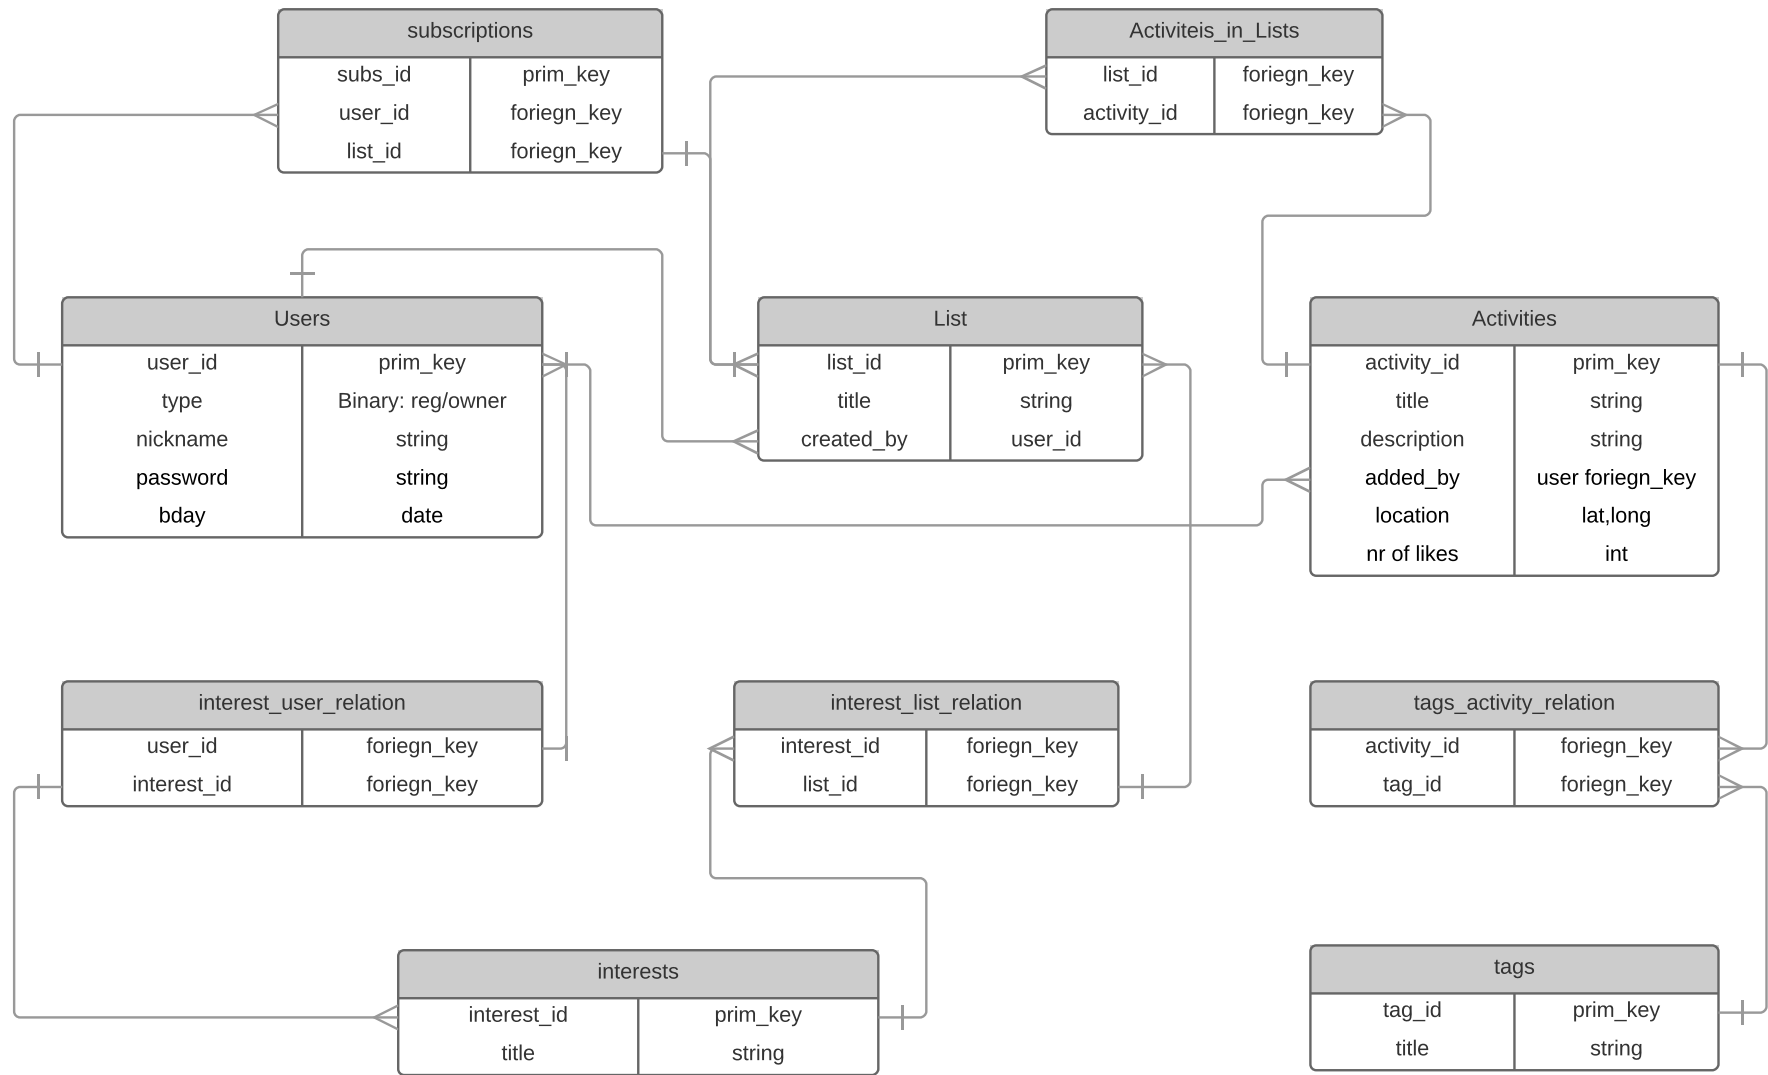 subscriptions
subs_id prim_key
user_id foriegn_key
list_id foriegn_key
Activiteis_in_Lists
list_id foriegn_key
activity_id foriegn_key
Users
user_id prim_key
type Binary: reg/owner
nickname string
password string
bday date
List
list_id prim_key
title string
created_by user_id
Activities
activity_id prim_key
title string
description string
added_by user foriegn_key
location lat,long
nr of likes int
interest_user_relation
user_id foriegn_key
interest_id foriegn_key
interest_list_relation
interest_id foriegn_key
list_id foriegn_key
tags_activity_relation
activity_id foriegn_key
tag_id foriegn_key
interests
interest_id prim_key
title string
tags
tag_id prim_key
title string